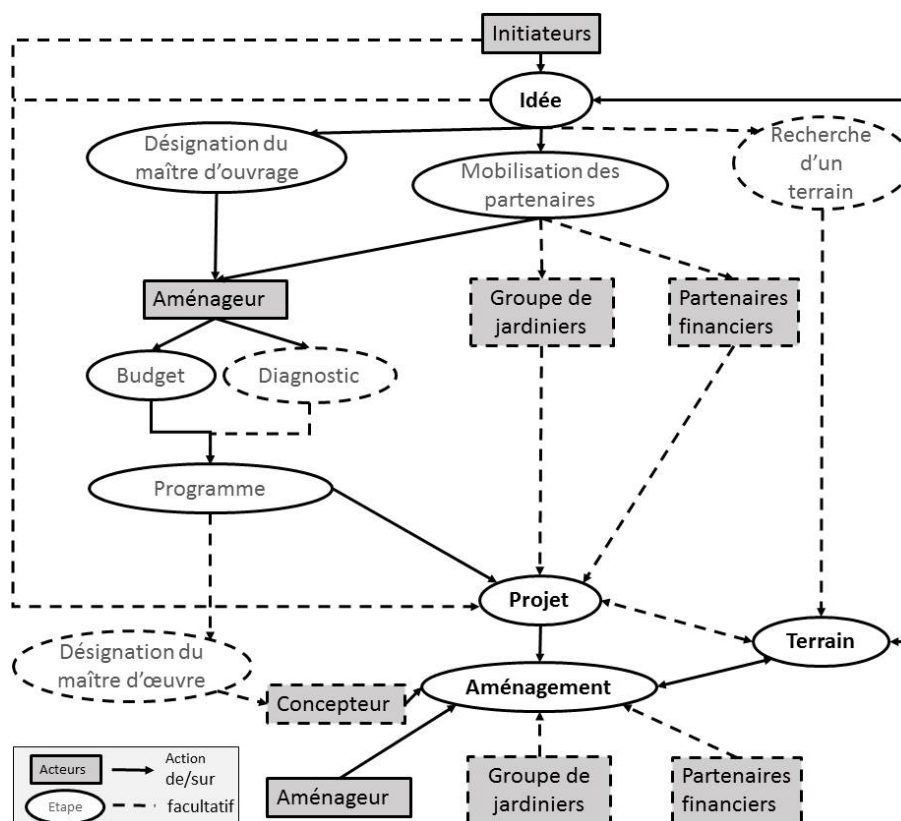 Initiateurs
Idée
Désignation du
maître d'ouvrage
Mobilisation des
partenaires
Recherche
d'un
terrain
Aménageur
Groupe de
jardiniers
Partenaires
financiers
Budget
Diagnostic
Programme
Projet
Terrain
Désignation du
maître d'œuvre
Concepteur
Aménagement
Aménageur
Groupe de
jardiniers
Partenaires
financiers
Acteurs
Action
de/sur
Etape
facultatif